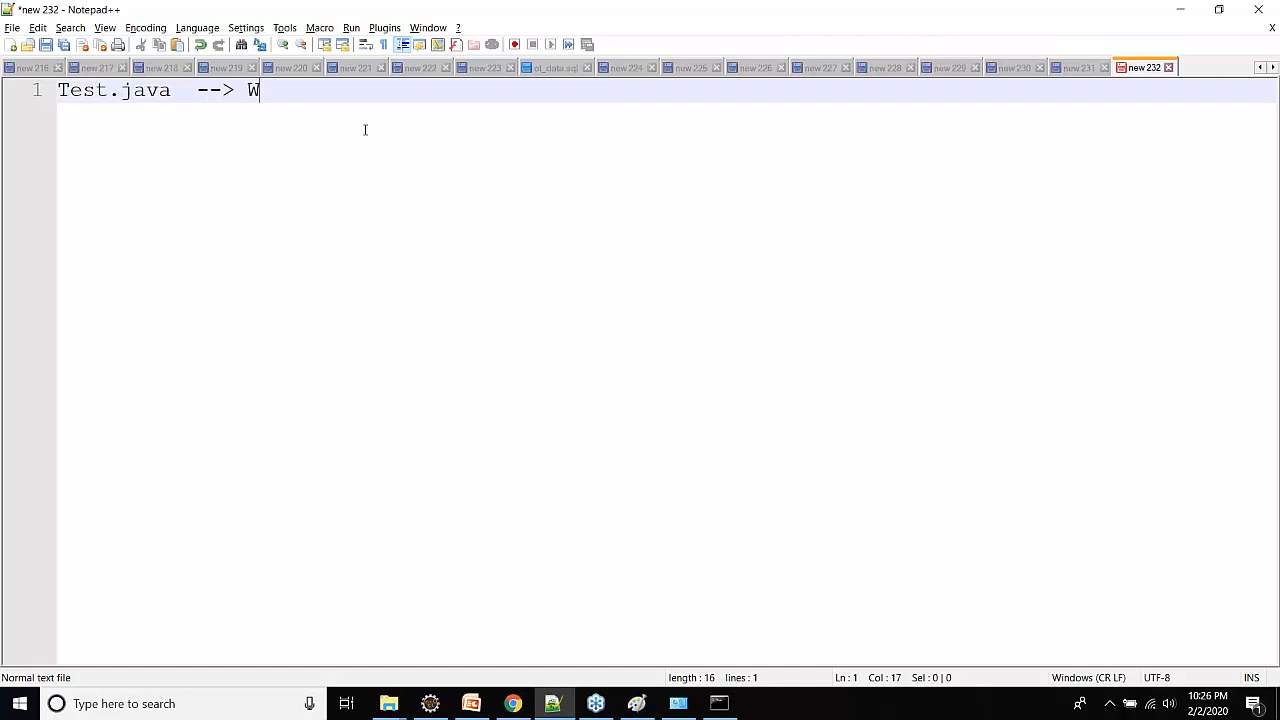 *new 232 - Notepad++
File Edit Search View Encoding Language Settings Tools Macro Run Plugins Window ?
X
new 216 new 217 new 218 new 219 new 220 new 221 new 222 new 223 ol_data.sql new 224 new 225 new 226 new 227 new 228 new 229 new 230 new 231 new 232
1 Test.java --> W
Normal text file length : 16 lines : 1 Ln : 1 Col : 17 Sel : 0 | 0 Windows (CR LF) UTF-8 INS
Type here to search
10:26 PM
2/2/2020
1